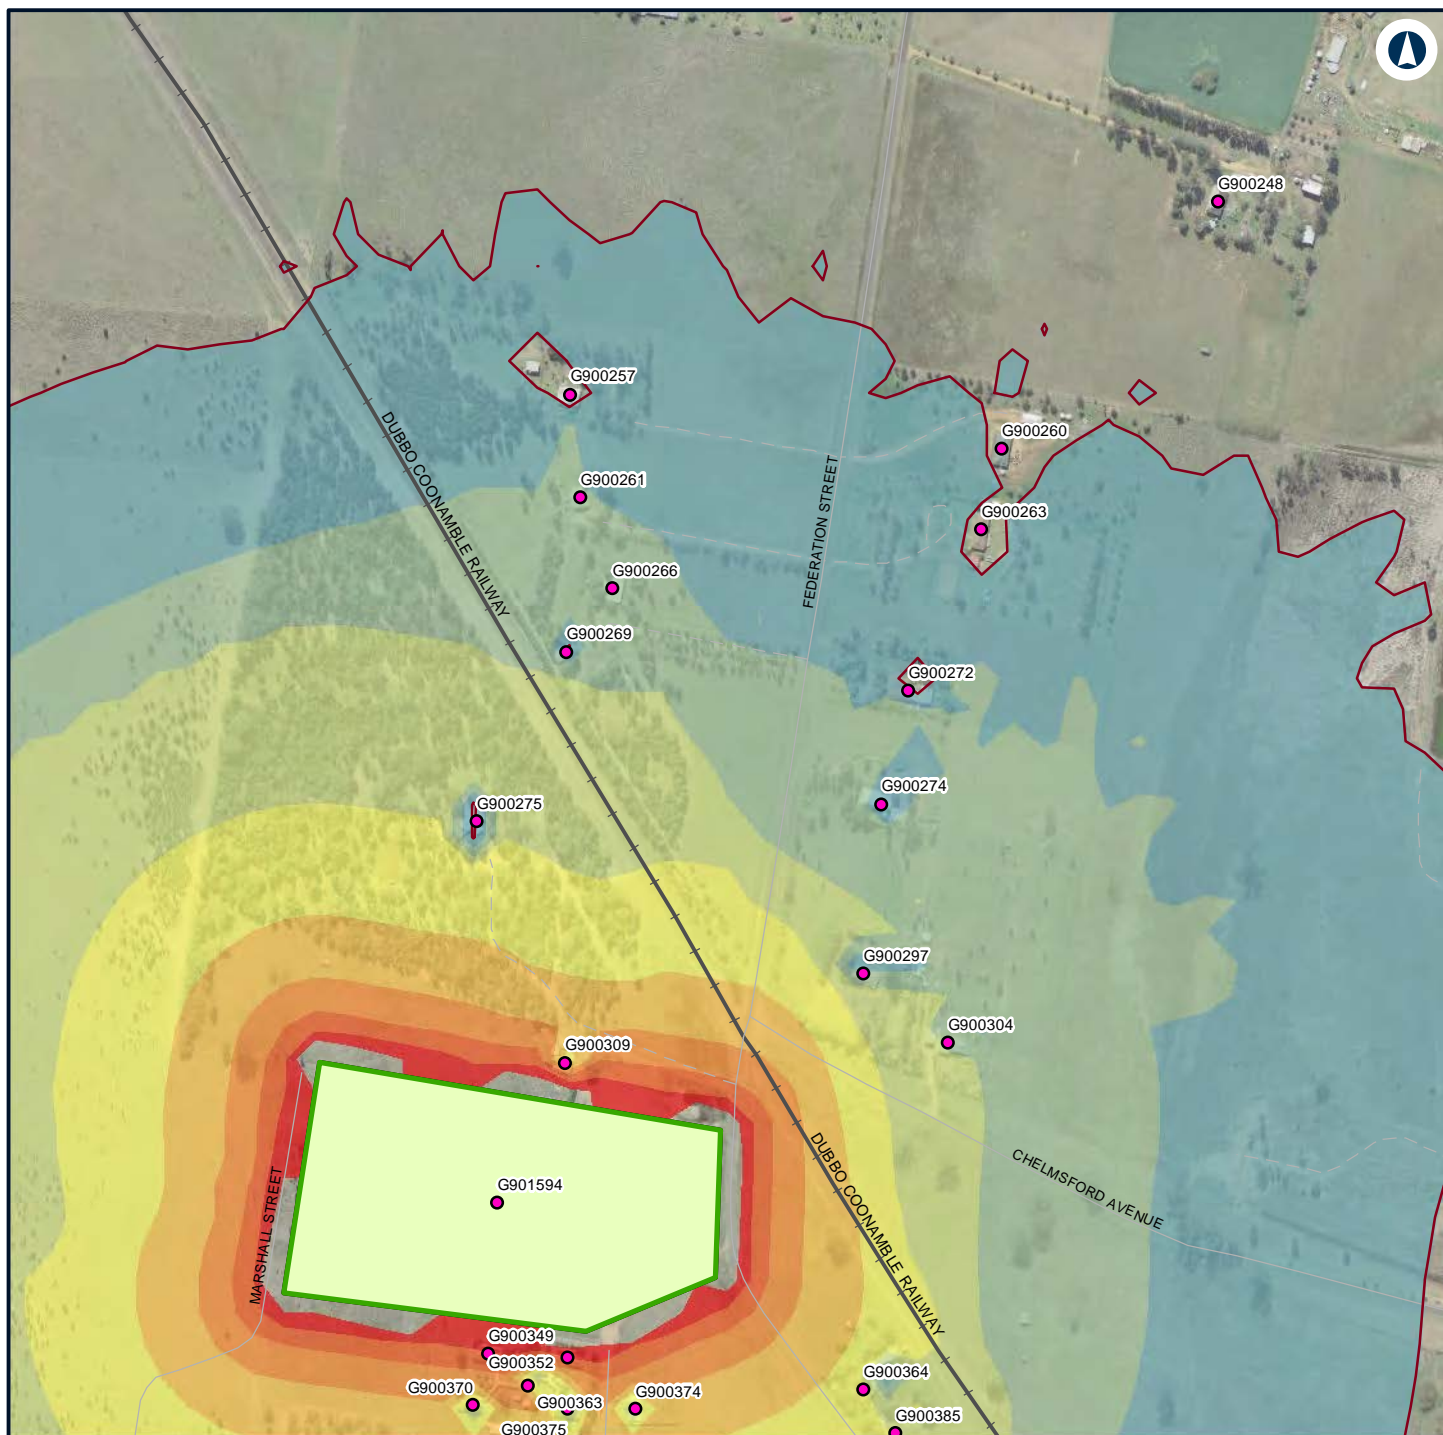 G900248
G900257
DUBBO COONAMBLE RAILWAY
G900260
G900261
FEDERATION STREET
G900263
G900266
G900269
G900272
G900274
G900275
G900297
G900304
G900309
DUBBO COONAMBLE RAILWAY
CHELMSFORD AVENUE
MARSHALL STREET
G901594
G900349
G900352
G900364
G900370
G900363
G900374
G900385
G900375